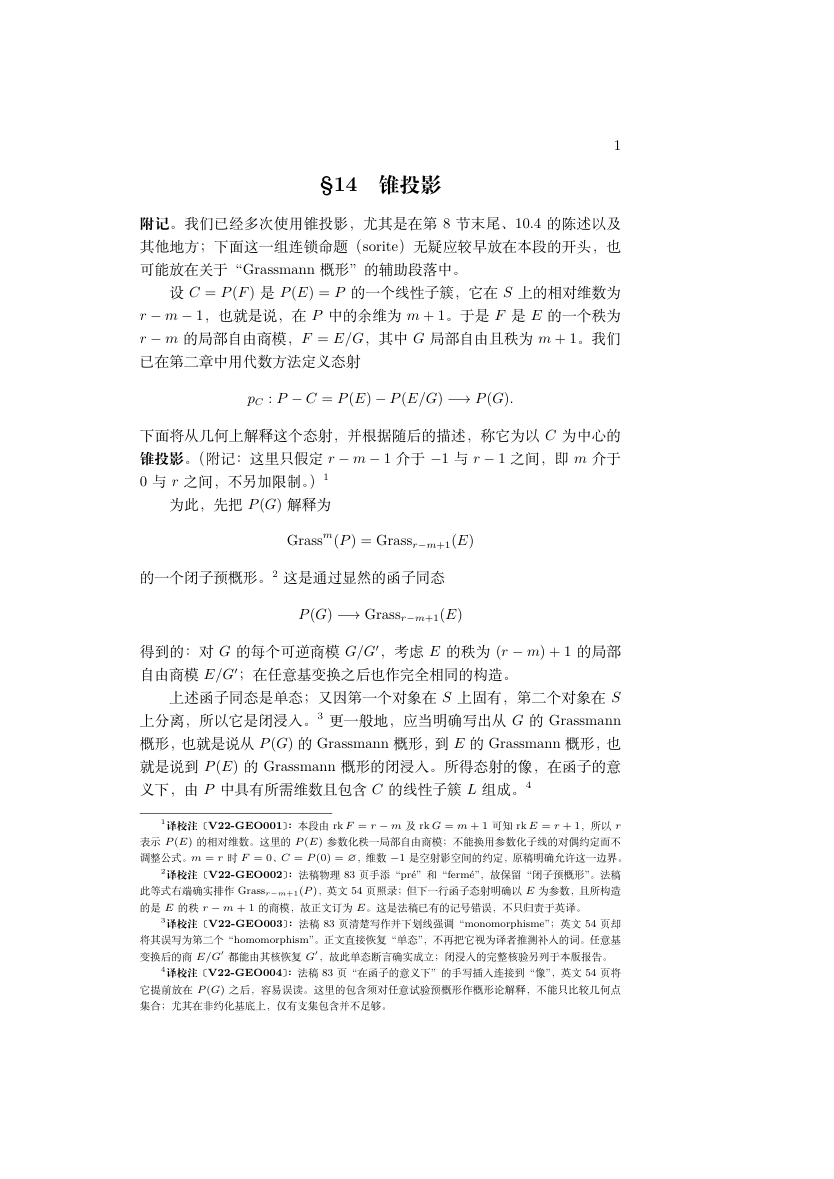 1
§14 锥投影
附记。我们已经多次使用锥投影，尤其是在第 8 节末尾、10.4 的陈述以及
其他地方；下面这一组连锁命题（sorite）无疑应较早放在本段的开头，也
可能放在关于 “Grassmann 概形” 的辅助段落中。
设 C = P(F) 是 P(E) = P 的一个线性子簇，它在 S 上的相对维数为
r − m − 1，也就是说，在 P 中的余维为 m + 1。于是 F 是 E 的一个秩为
r − m 的局部自由商模，F = E/G，其中 G 局部自由且秩为 m + 1。我们
已在第二章中用代数方法定义态射
p_C : P − C = P(E) − P(E/G) ⟶ P(G).
下面将从几何上解释这个态射，并根据随后的描述，称它为以 C 为中心的
锥投影。（附记：这里只假定 r − m − 1 介于 −1 与 r − 1 之间，即 m 介于
0 与 r 之间，不另加限制。）¹
为此，先把 P(G) 解释为
Grass^m(P) = Grass_{r−m+1}(E)
的一个闭子预概形。² 这是通过显然的函子同态
P(G) ⟶ Grass_{r−m+1}(E)
得到的：对 G 的每个可逆商模 G/G′，考虑 E 的秩为 (r − m) + 1 的局部
自由商模 E/G′；在任意基变换之后也作完全相同的构造。
上述函子同态是单态；又因第一个对象在 S 上固有，第二个对象在 S
上分离，所以它是闭浸入。³ 更一般地，应当明确写出从 G 的 Grassmann
概形，也就是说从 P(G) 的 Grassmann 概形，到 E 的 Grassmann 概形，也
就是说到 P(E) 的 Grassmann 概形的闭浸入。所得态射的像，在函子的意
义下，由 P 中具有所需维数且包含 C 的线性子簇 L 组成。⁴
¹译校注〔V22-GEO001〕：本段由 rk F = r − m 及 rk G = m + 1 可知 rk E = r + 1，所以 r
表示 P(E) 的相对维数。这里的 P(E) 参数化秩一局部自由商模；不能换用参数化子线的对偶约定而不
调整公式。m = r 时 F = 0、C = P(0) = ∅，维数 −1 是空射影空间的约定，原稿明确允许这一边界。
²译校注〔V22-GEO002〕：法稿物理 83 页手添 “pré” 和 “fermé”，故保留 “闭子预概形”。法稿
此等式右端确实排作 Grass_{r−m+1}(P)，英文 54 页照录；但下一行函子态射明确以 E 为参数，且所构造
的是 E 的秩 r − m + 1 的商模，故正文订为 E。这是法稿已有的记号错误，不只归责于英译。
³译校注〔V22-GEO003〕：法稿 83 页清楚写作并下划线强调 “monomorphisme”；英文 54 页却
将其误写为第二个 “homomorphism”。正文直接恢复 “单态”，不再把它视为译者推测补入的词。任意基
变换后的商 E/G′ 都能由其核恢复 G′，故此单态断言确实成立；闭浸入的完整核验另列于本版报告。
⁴译校注〔V22-GEO004〕：法稿 83 页 “在函子的意义下” 的手写插入连接到 “像”，英文 54 页将
它提前放在 P(G) 之后，容易误读。这里的包含须对任意试验预概形作概形论解释，不能只比较几何点
集合；尤其在非约化基底上，仅有支集包含并不足够。